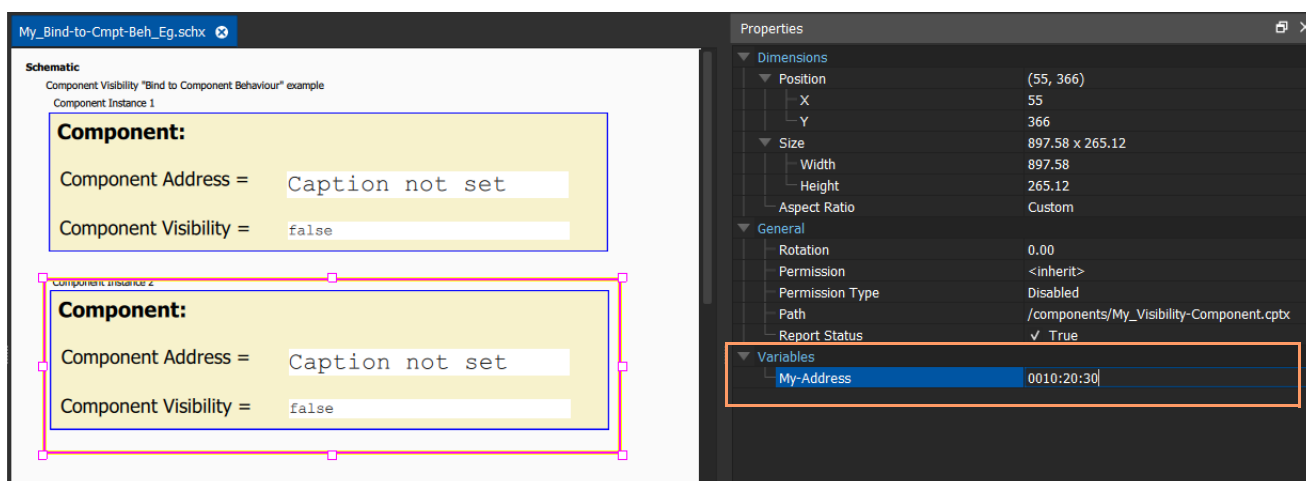 My_Bind-to-Cmpt-Beh_Eg.schx
Schematic
Component Visibility "Bind to Component Behaviour" example
Component Instance 1
Component:
Component Address = Caption not set
Component Visibility = false
Component Instance 2
Component:
Component Address = Caption not set
Component Visibility = false
Properties
Dimensions
Position (55, 366)
X 55
Y 366
Size 897.58 x 265.12
Width 897.58
Height 265.12
Aspect Ratio Custom
General
Rotation 0.00
Permission <inherit>
Permission Type Disabled
Path /components/My_Visibility-Component.cptx
Report Status ✓ True
Variables
My-Address 0010:20:30